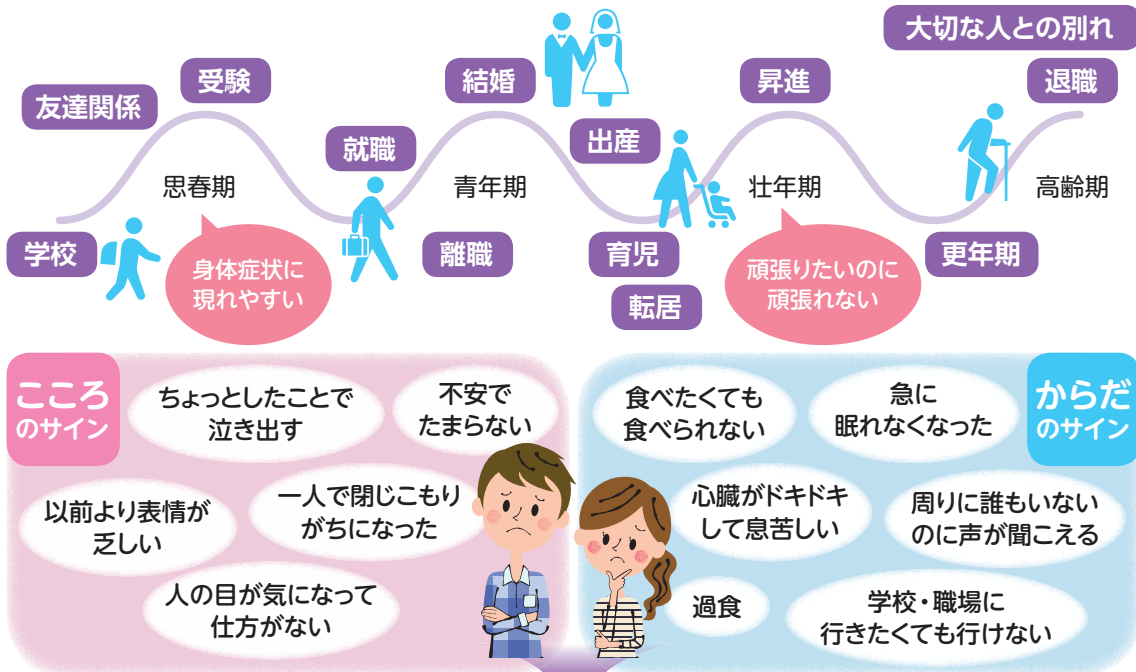 大切な人との別れ
受験
結婚
昇進
退職
友達関係
就職
出産
思春期
青年期
壮年期
高齢期
学校
離職
育児
更年期
転居
身体症状に
現れやすい
頑張りたいのに
頑張れない
こころ
のサイン
ちょっとしたことで
泣き出す
不安で
たまらない
以前より表情が
乏しい
一人で閉じこもり
がちになった
人の目が気になって
仕方がない
からだ
のサイン
食べたくても
食べられない
急に
眠れなくなった
心臓がドキドキ
して息苦しい
周りに誰もいない
のに声が聞こえる
過食
学校・職場に
行きたくても行けない